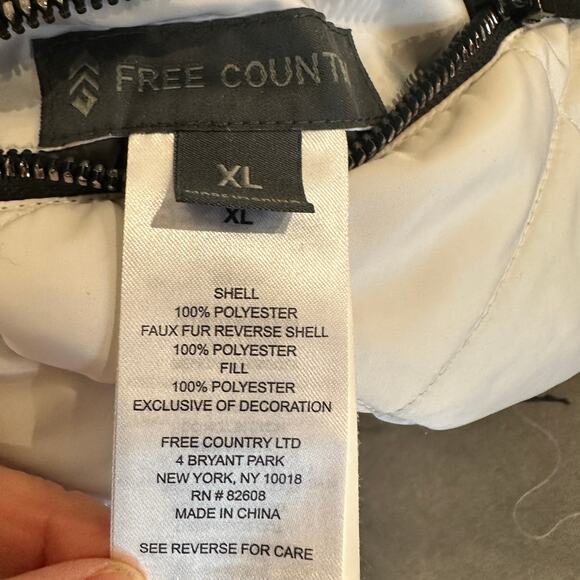 FREE COUNTR
XL
XL
SHELL
100% POLYESTER
FAUX FUR REVERSE SHELL
100% POLYESTER
FILL
100% POLYESTER
EXCLUSIVE OF DECORATION
FREE COUNTRY LTD
4 BRYANT PARK
NEW YORK, NY 10018
RN # 82608
MADE IN CHINA
SEE REVERSE FOR CARE